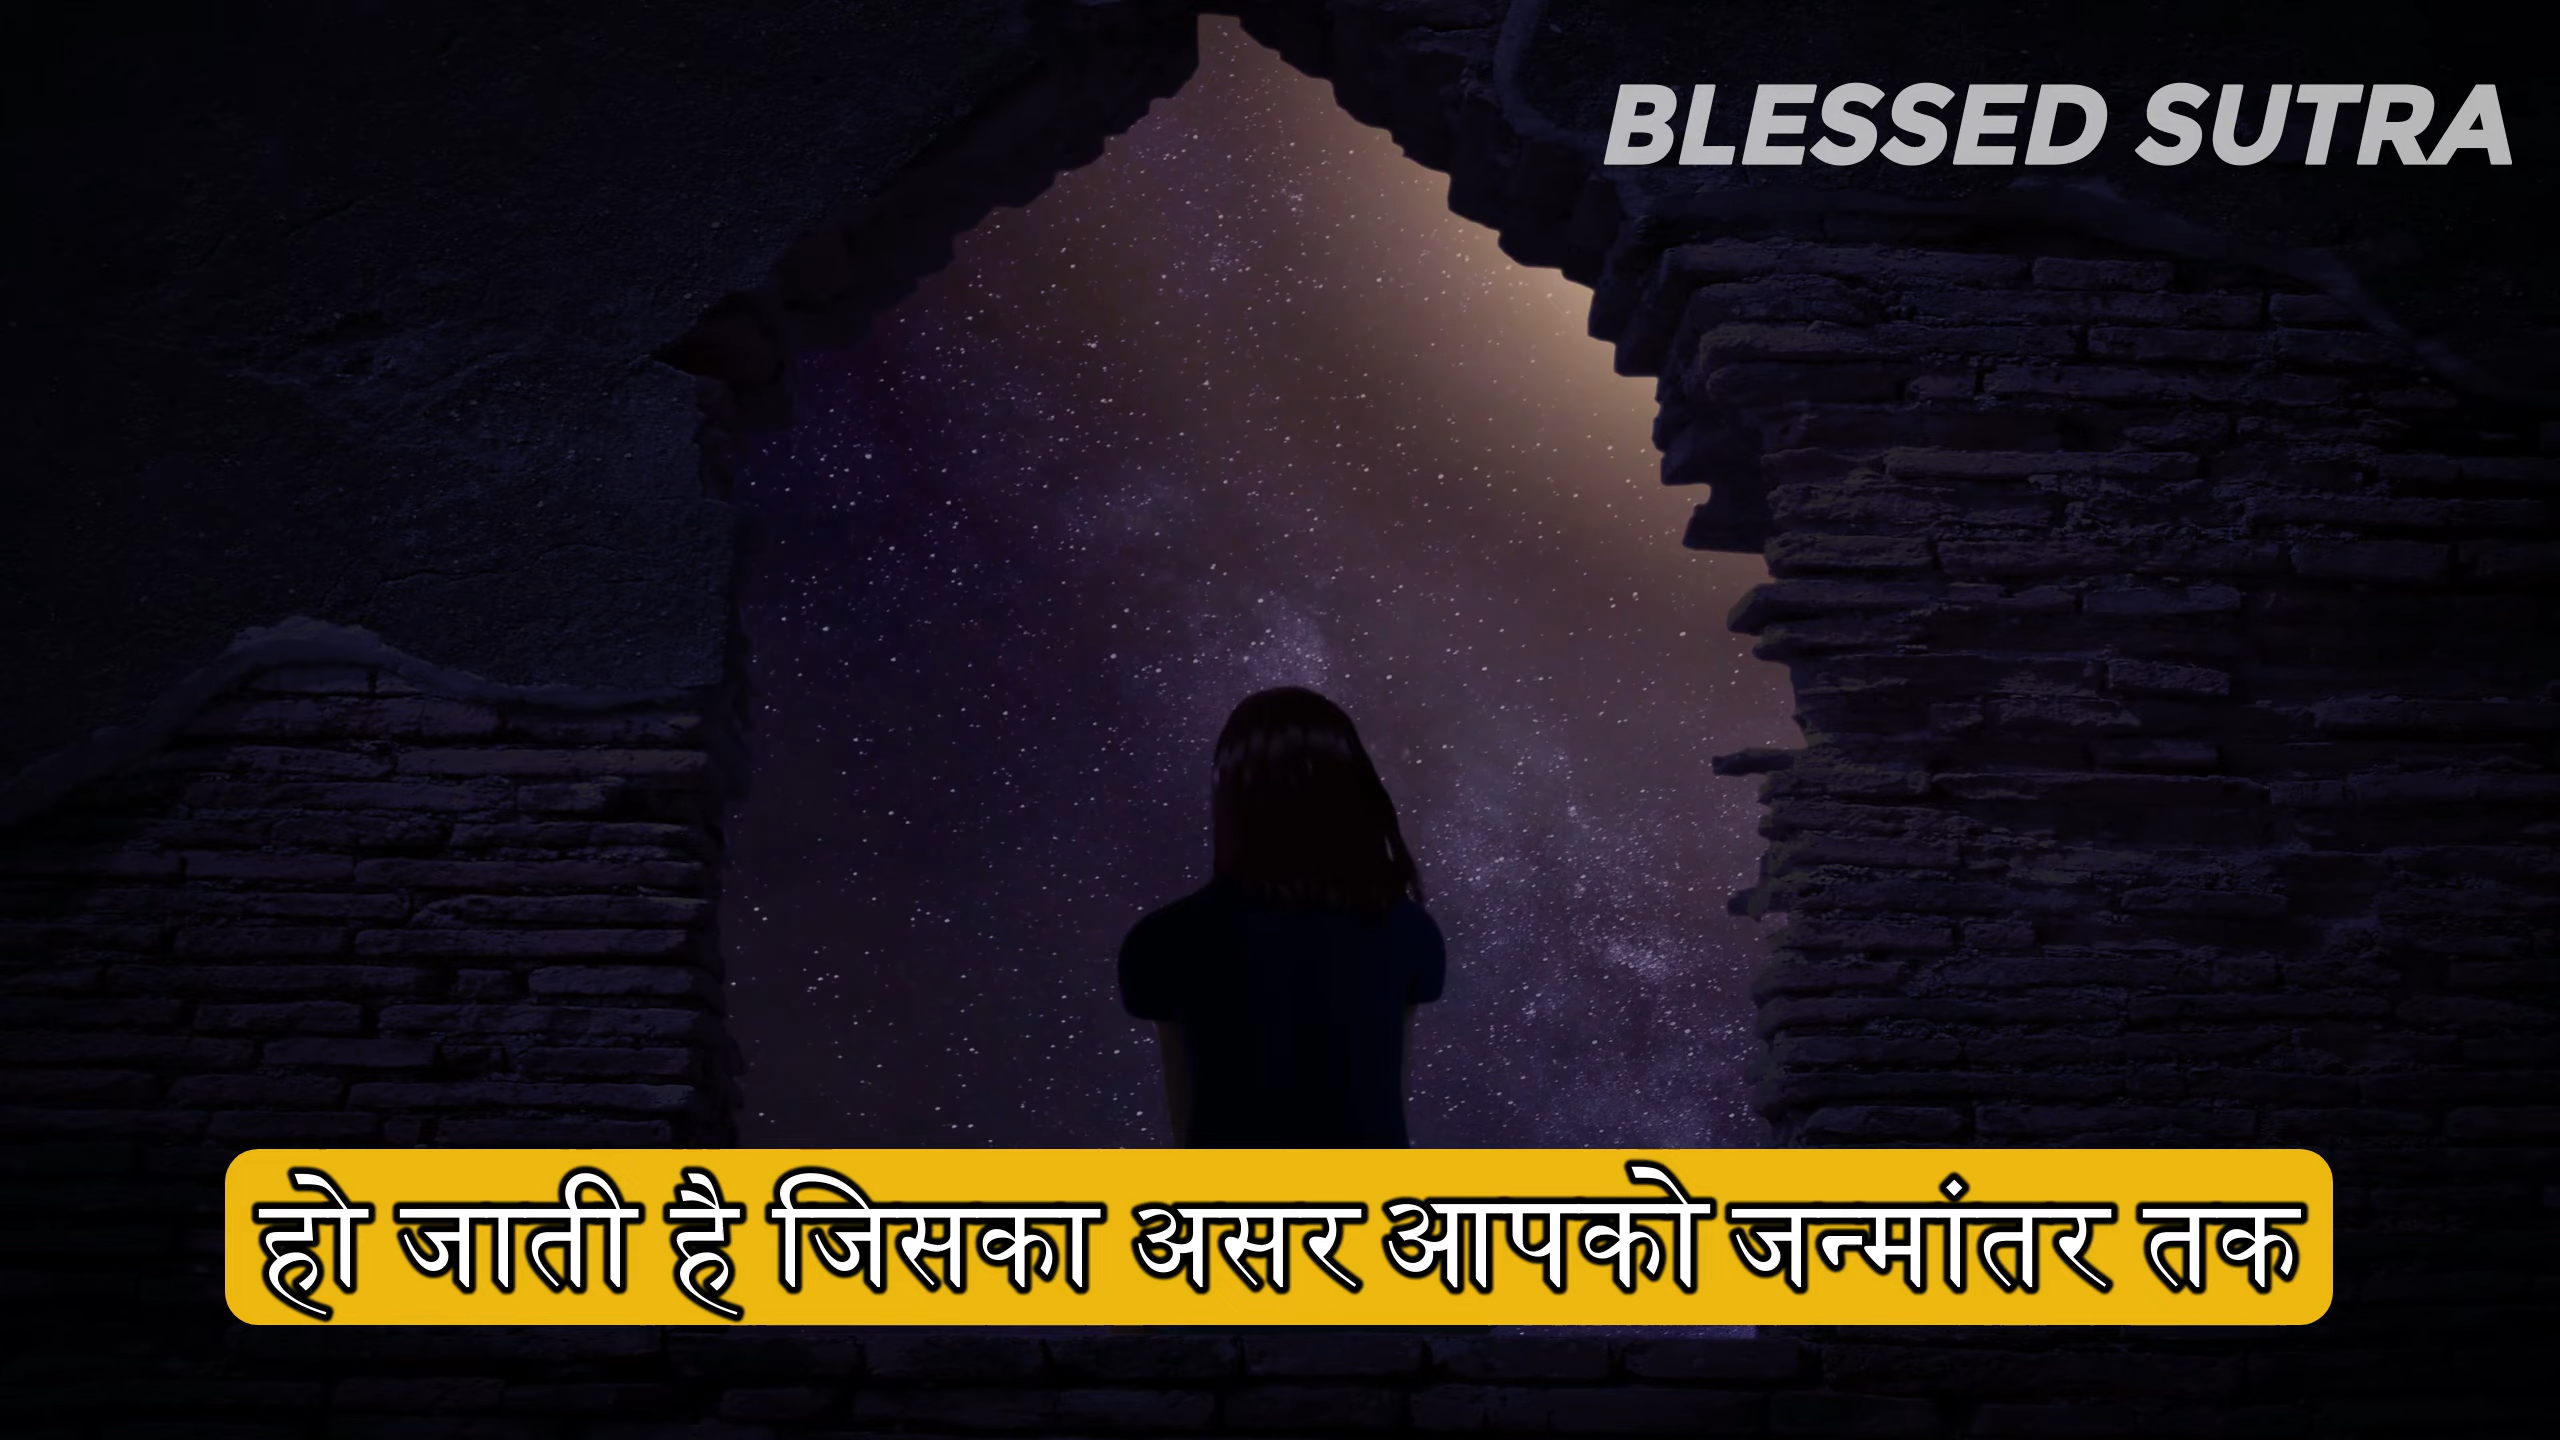 BLESSED SUTRA
हो जाती है जिसका असर आपको जन्मांतर तक